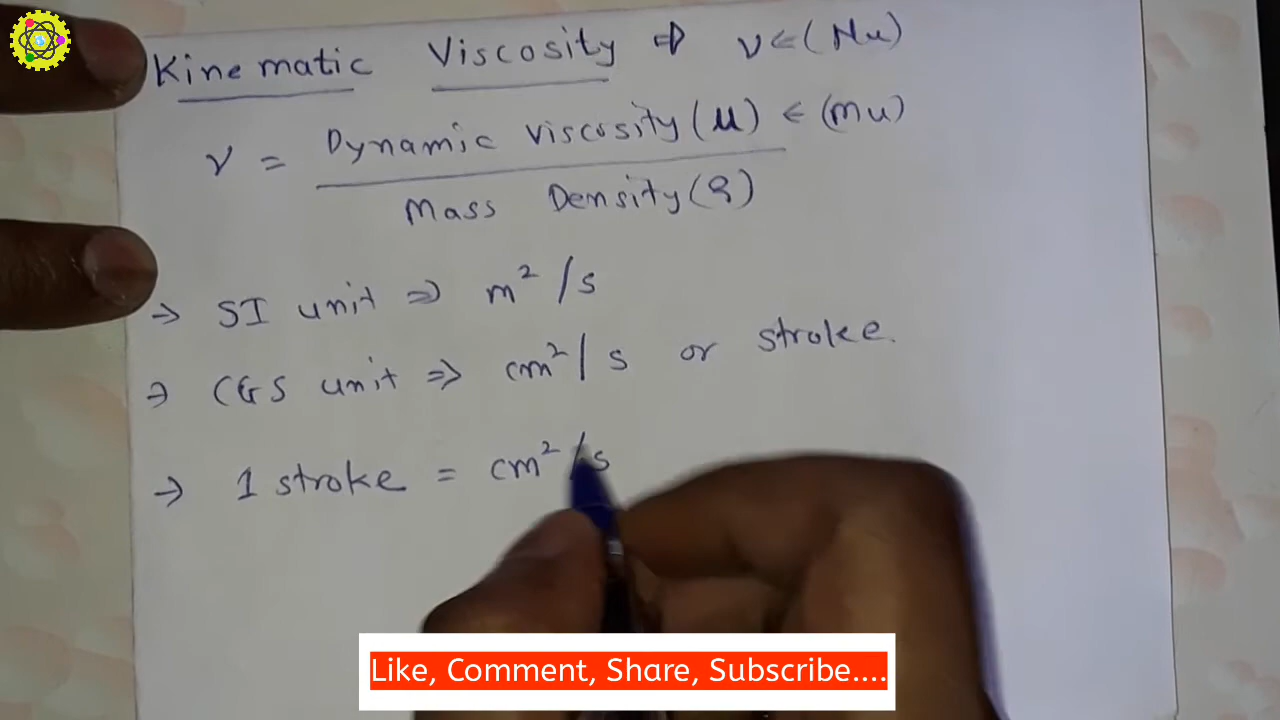 Kinematic Viscosity ⇒ ν ← (Nu)
ν = Dynamic viscosity (μ) ← (mu)
Mass Density (ρ)
→ SI unit ⇒ m²/s
→ CGS unit ⇒ cm²/s or stroke.
→ 1 stroke = cm²/s
Like, Comment, Share, Subscribe....